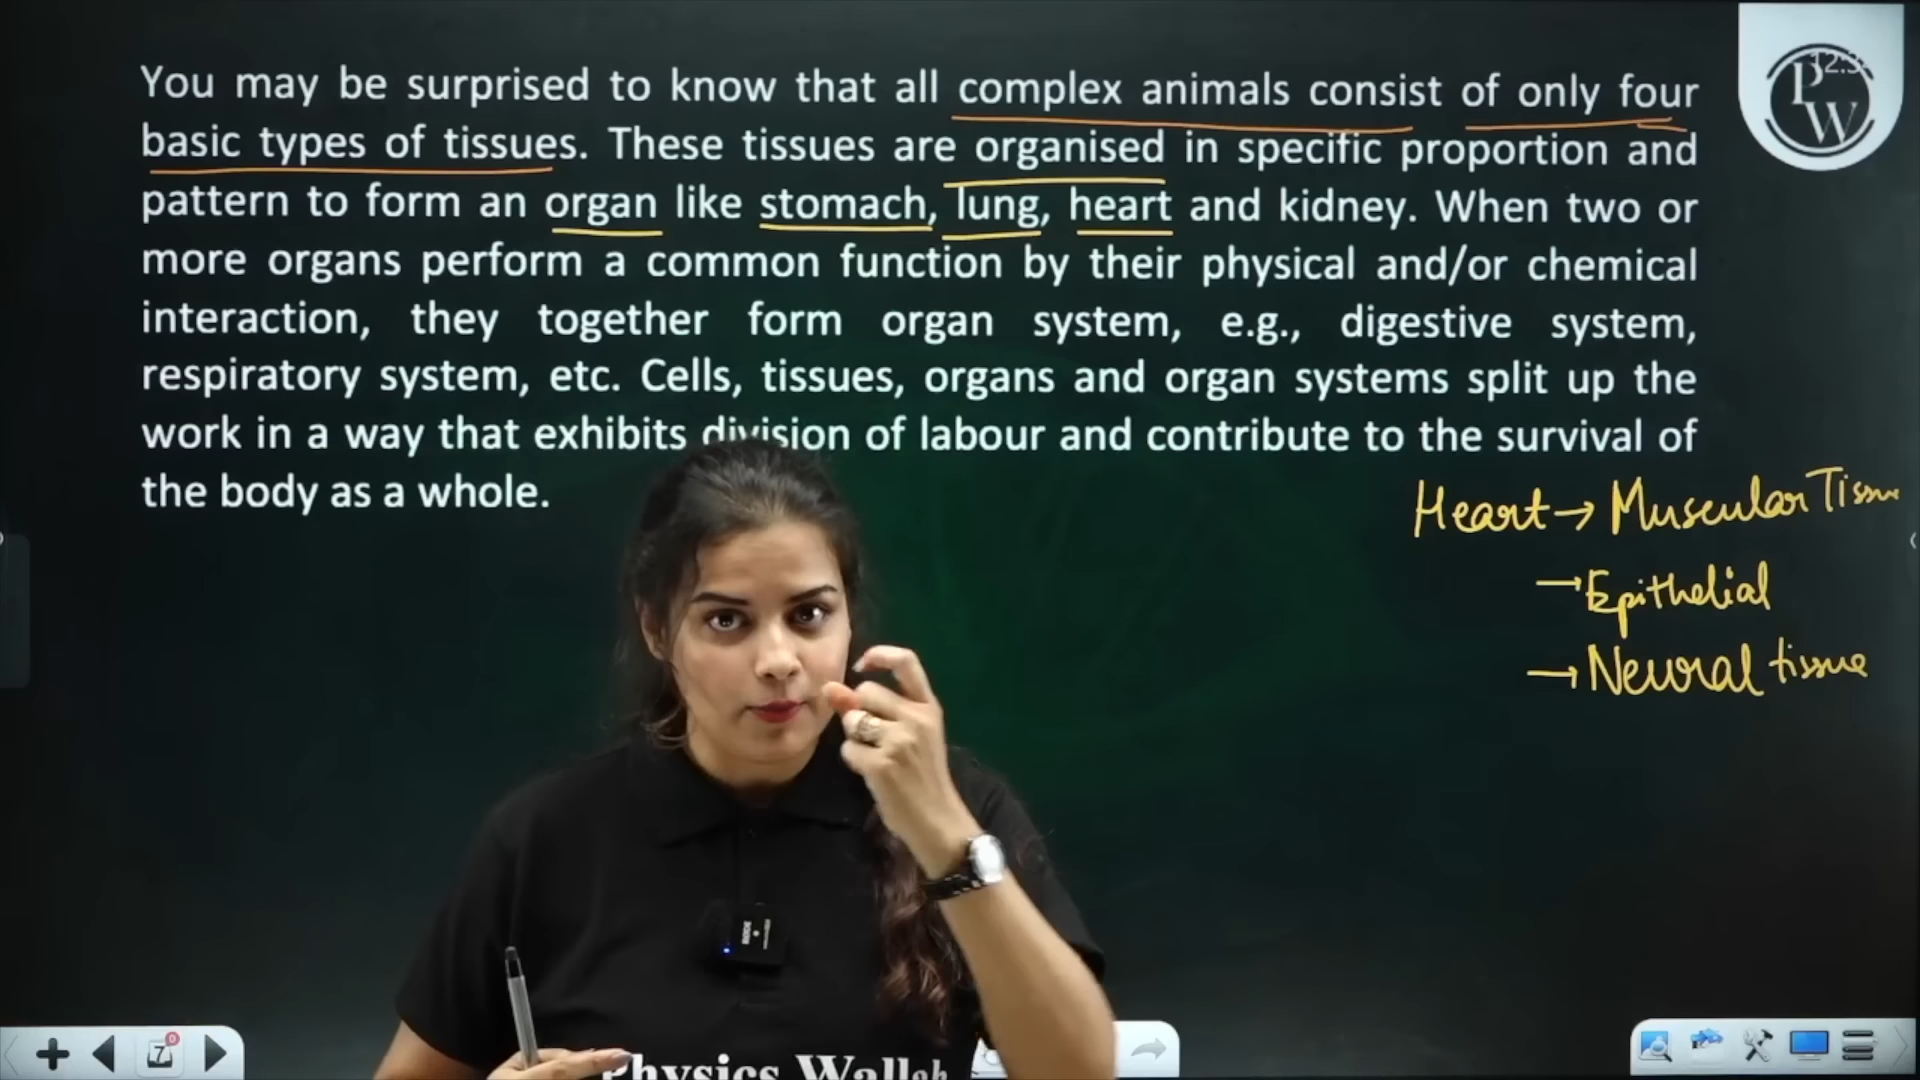 You may be surprised to know that all complex animals consist of only four
basic types of tissues. These tissues are organised in specific proportion and
pattern to form an organ like stomach, lung, heart and kidney. When two or
more organs perform a common function by their physical and/or chemical
interaction, they together form organ system, e.g., digestive system,
respiratory system, etc. Cells, tissues, organs and organ systems split up the
work in a way that exhibits division of labour and contribute to the survival of
the body as a whole.
Heart → Muscular Tissue
→ Epithelial
→ Neural tissue
PW
7
0
Physics Wallah